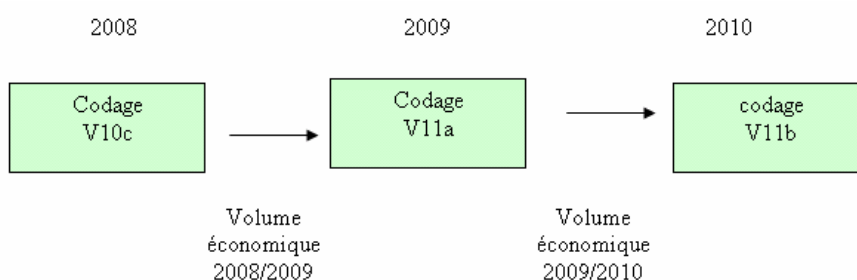 2008
2009
2010
Codage
V10c
Codage
V11a
codage
V11b
Volume
économique
2008/2009
Volume
économique
2009/2010